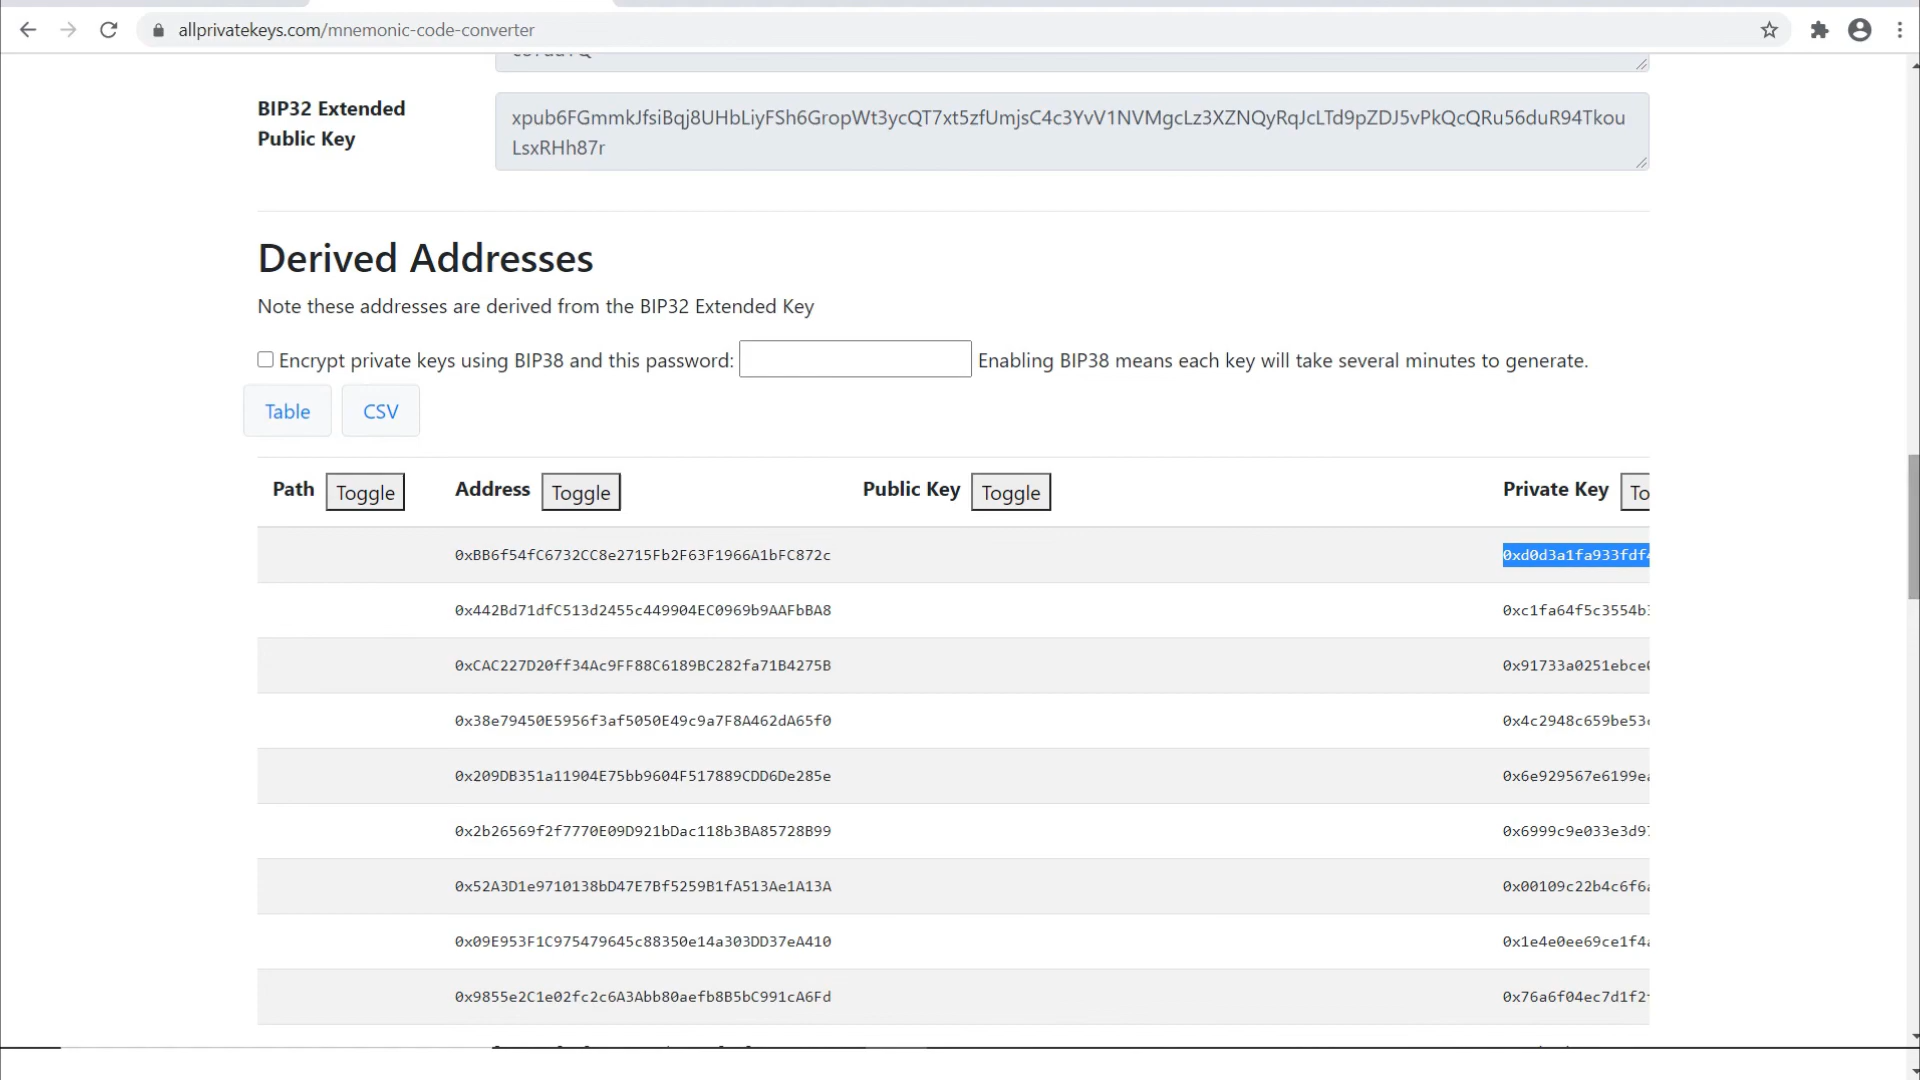 allprivatekeys.com/mnemonic-code-converter
BIP32 Extended
Public Key
xpub6FGmmkJfsiBqj8UHbLiyFSh6GropWt3ycQT7xt5zfUmjsC4c3YvV1NVMgcLz3XZNQyRqJcLTd9pZDJ5vPkQcQRu56duR94Tkou
LsxRHh87r
Derived Addresses
Note these addresses are derived from the BIP32 Extended Key
Encrypt private keys using BIP38 and this password: Enabling BIP38 means each key will take several minutes to generate.
Table CSV
Path Toggle Address Toggle Public Key Toggle Private Key To
0xBB6f54fC6732CC8e2715Fb2F63F1966A1bFC872c 0xd0d3a1fa933fdf4
0x442Bd71dfC513d2455c449904EC0969b9AAFbBA8 0xc1fa64f5c3554b
0xCAC227D20ff34Ac9FF88C6189BC282fa71B4275B 0x91733a0251ebce
0x38e79450E5956f3af5050E49c9a7F8A462dA65f0 0x4c2948c659be53
0x209DB351a11904E75bb9604F517889CDD6De285e 0x6e929567e6199e
0x2b26569f2f7770E09D921bDac118b3BA85728B99 0x6999c9e033e3d9
0x52A3D1e9710138bD47E7Bf5259B1fA513Ae1A13A 0x00109c22b4c6f6
0x09E953F1C975479645c88350e14a303DD37eA410 0x1e4e0ee69ce1f4
0x9855e2C1e02fc2c6A3Abb80aefb8B5bC991cA6Fd 0x76a6f04ec7d1f2